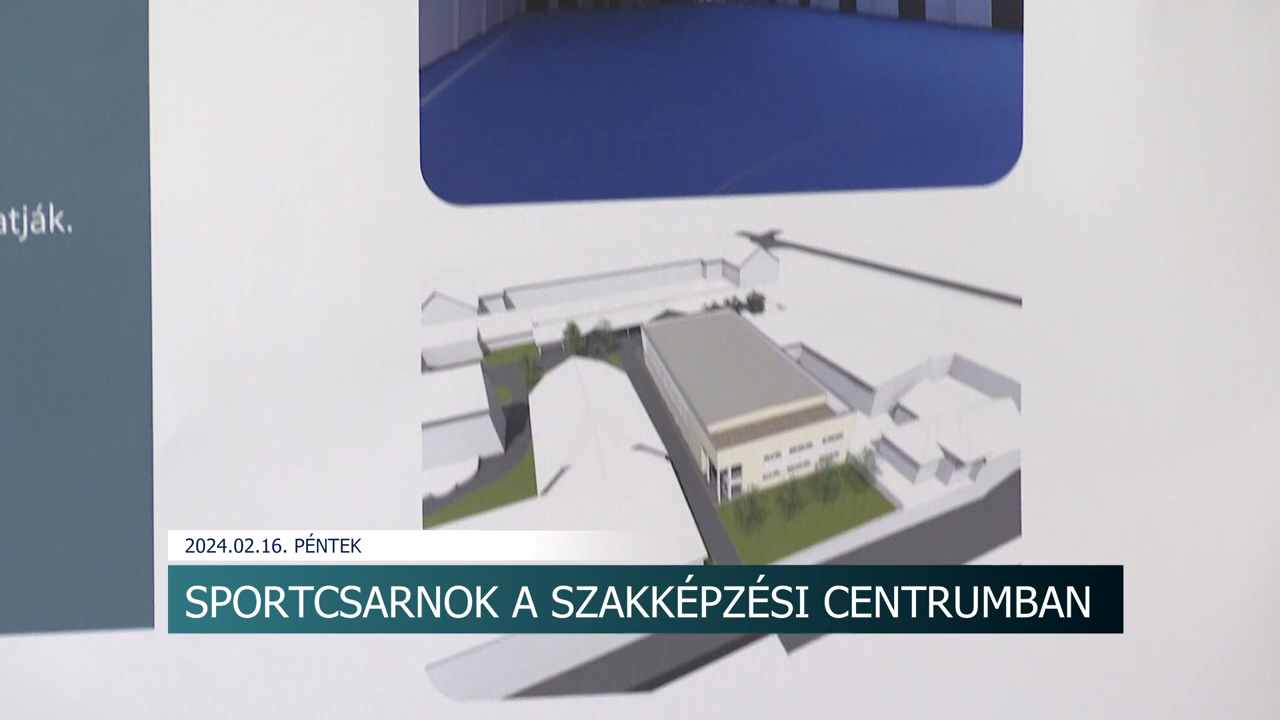 atják.
2024.02.16. PÉNTEK
SPORTCSARNOK A SZAKKÉPZÉSI CENTRUMBAN